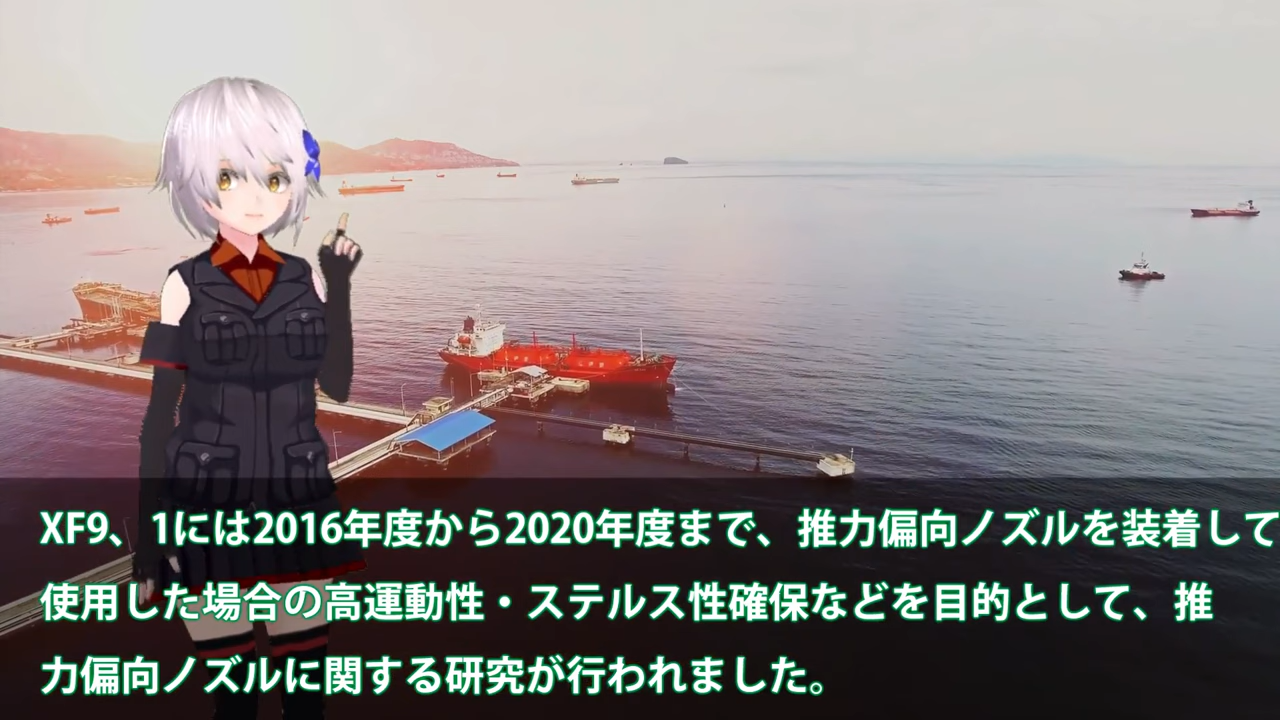 XF9、1には2016年度から2020年度まで、推力偏向ノズルを装着して
使用した場合の高運動性・ステルス性確保などを目的として、推
力偏向ノズルに関する研究が行われました。